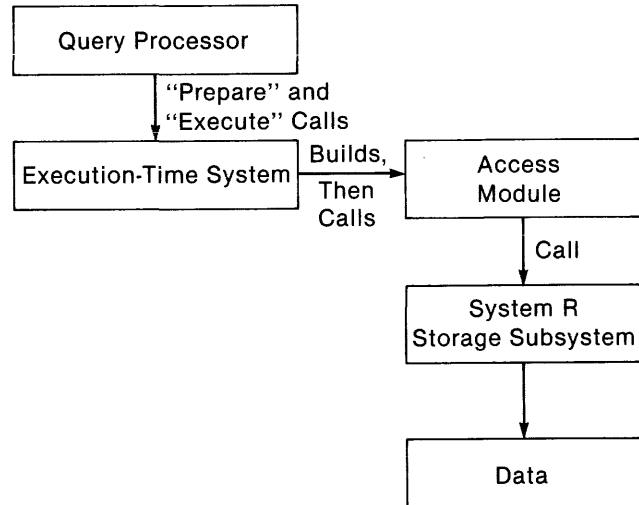 Query Processor
“Prepare” and
“Execute” Calls
Execution-Time System
Builds,
Then
Calls
Access
Module
Call
System R
Storage Subsystem
Data